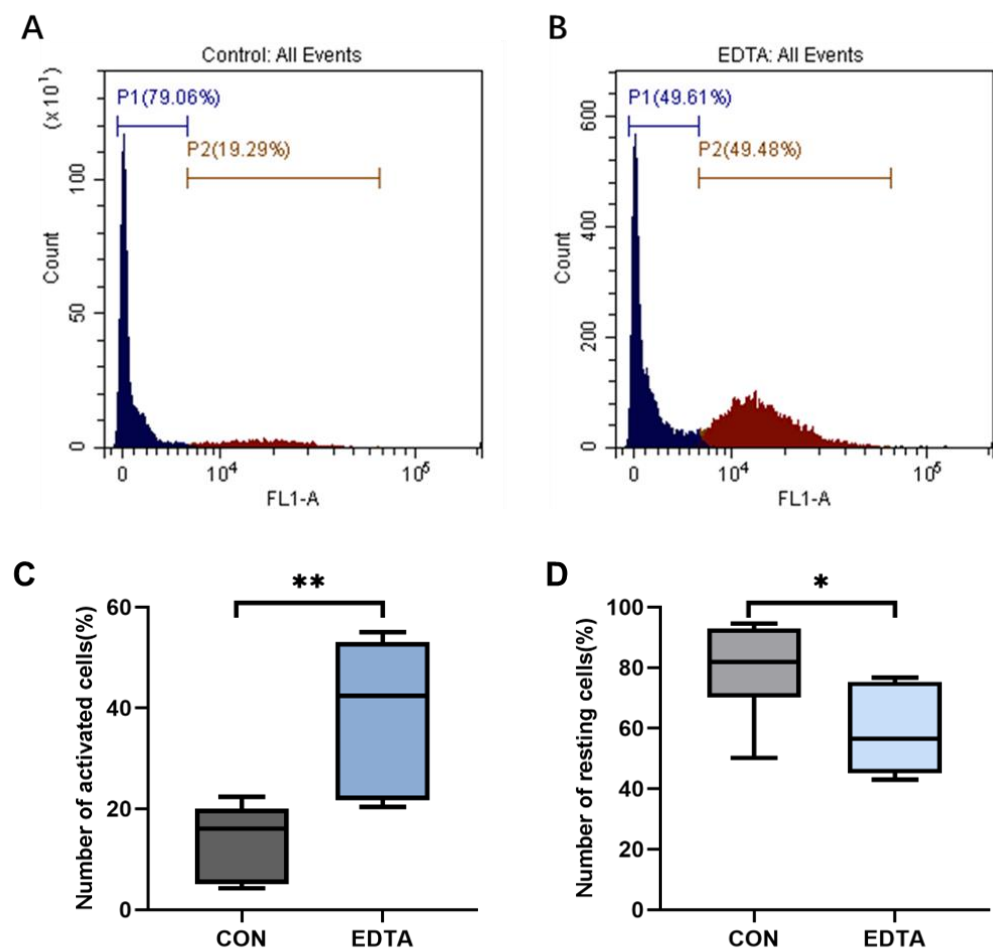 A
Control: All Events
(x 10¹)
P1(79.06%)
P2(19.29%)
100
50
0
Count
0
10⁴
10⁵
FL1-A
B
EDTA: All Events
P1(49.61%)
P2(49.48%)
600
400
200
0
Count
0
10⁴
10⁵
FL1-A
C
**
Number of activated cells(%)
60
40
20
0
CON
EDTA
D
*
Number of resting cells(%)
100
80
60
40
20
0
CON
EDTA